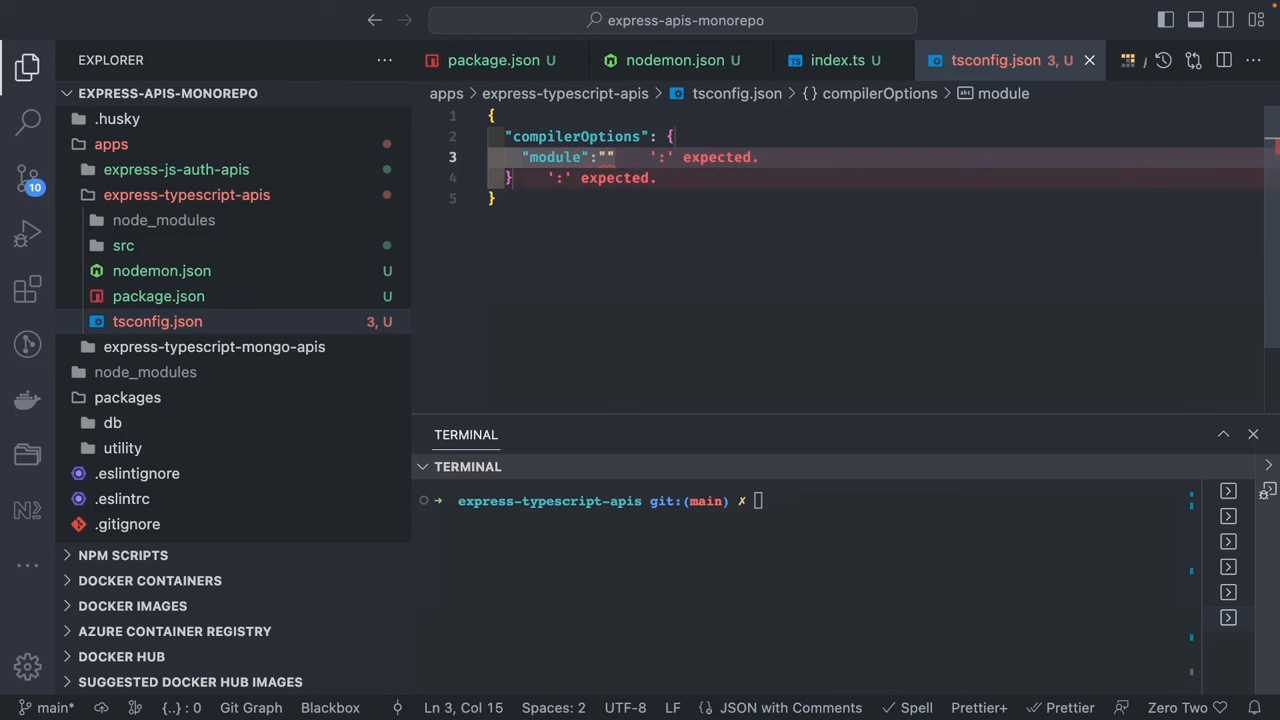 express-apis-monorepo
EXPLORER
package.json U
nodemon.json U
index.ts U
tsconfig.json 3, U
EXPRESS-APIS-MONOREPO
apps > express-typescript-apis > tsconfig.json > {} compilerOptions > abc module
.husky
apps
express-js-auth-apis
express-typescript-apis
node_modules
src
nodemon.json U
package.json U
tsconfig.json 3, U
express-typescript-mongo-apis
node_modules
packages
db
utility
.eslintignore
.eslintrc
.gitignore
NPM SCRIPTS
DOCKER CONTAINERS
DOCKER IMAGES
AZURE CONTAINER REGISTRY
DOCKER HUB
SUGGESTED DOCKER HUB IMAGES
10
1 {
2 "compilerOptions": {
3 "module":"" ':' expected.
4 } ':' expected.
5 }
TERMINAL
TERMINAL
→ express-typescript-apis git:(main) ✗
main* {..} : 0 Git Graph Blackbox Ln 3, Col 15 Spaces: 2 UTF-8 LF {} JSON with Comments Spell Prettier+ Prettier Zero Two